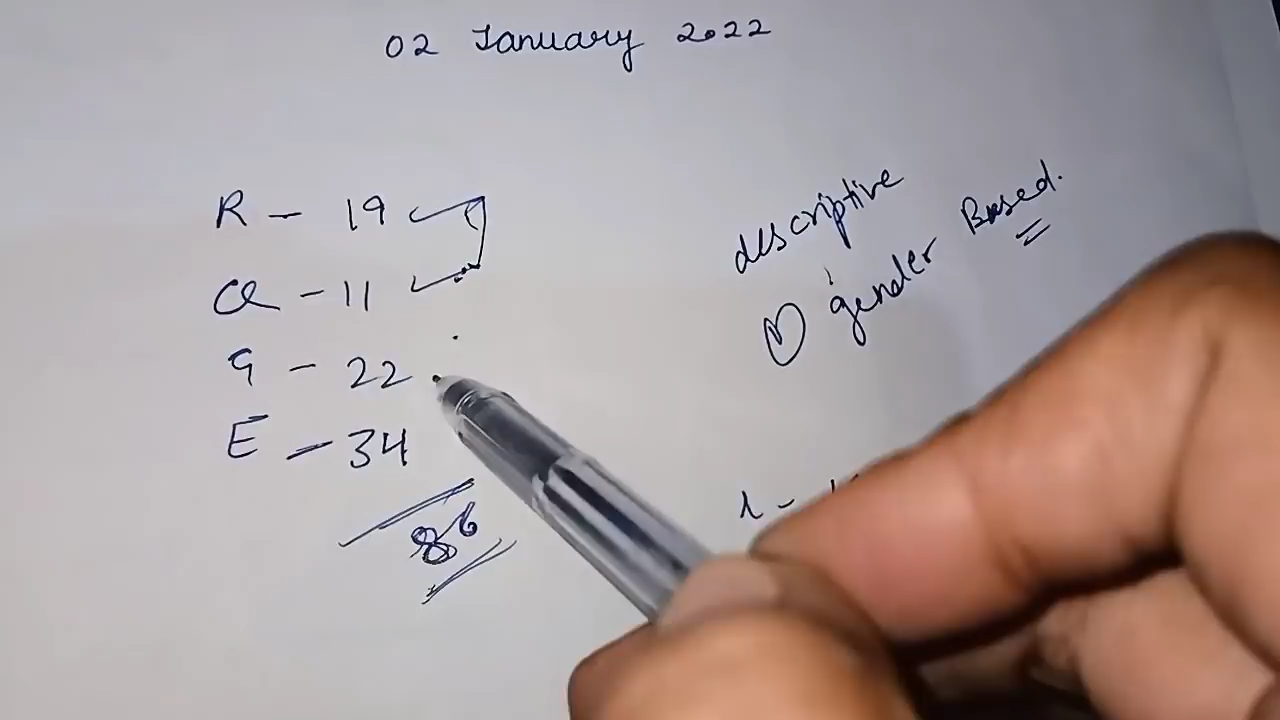 02 January 2022
R - 19
Q - 11
G - 22
E - 34
86
descriptive
gender Based.